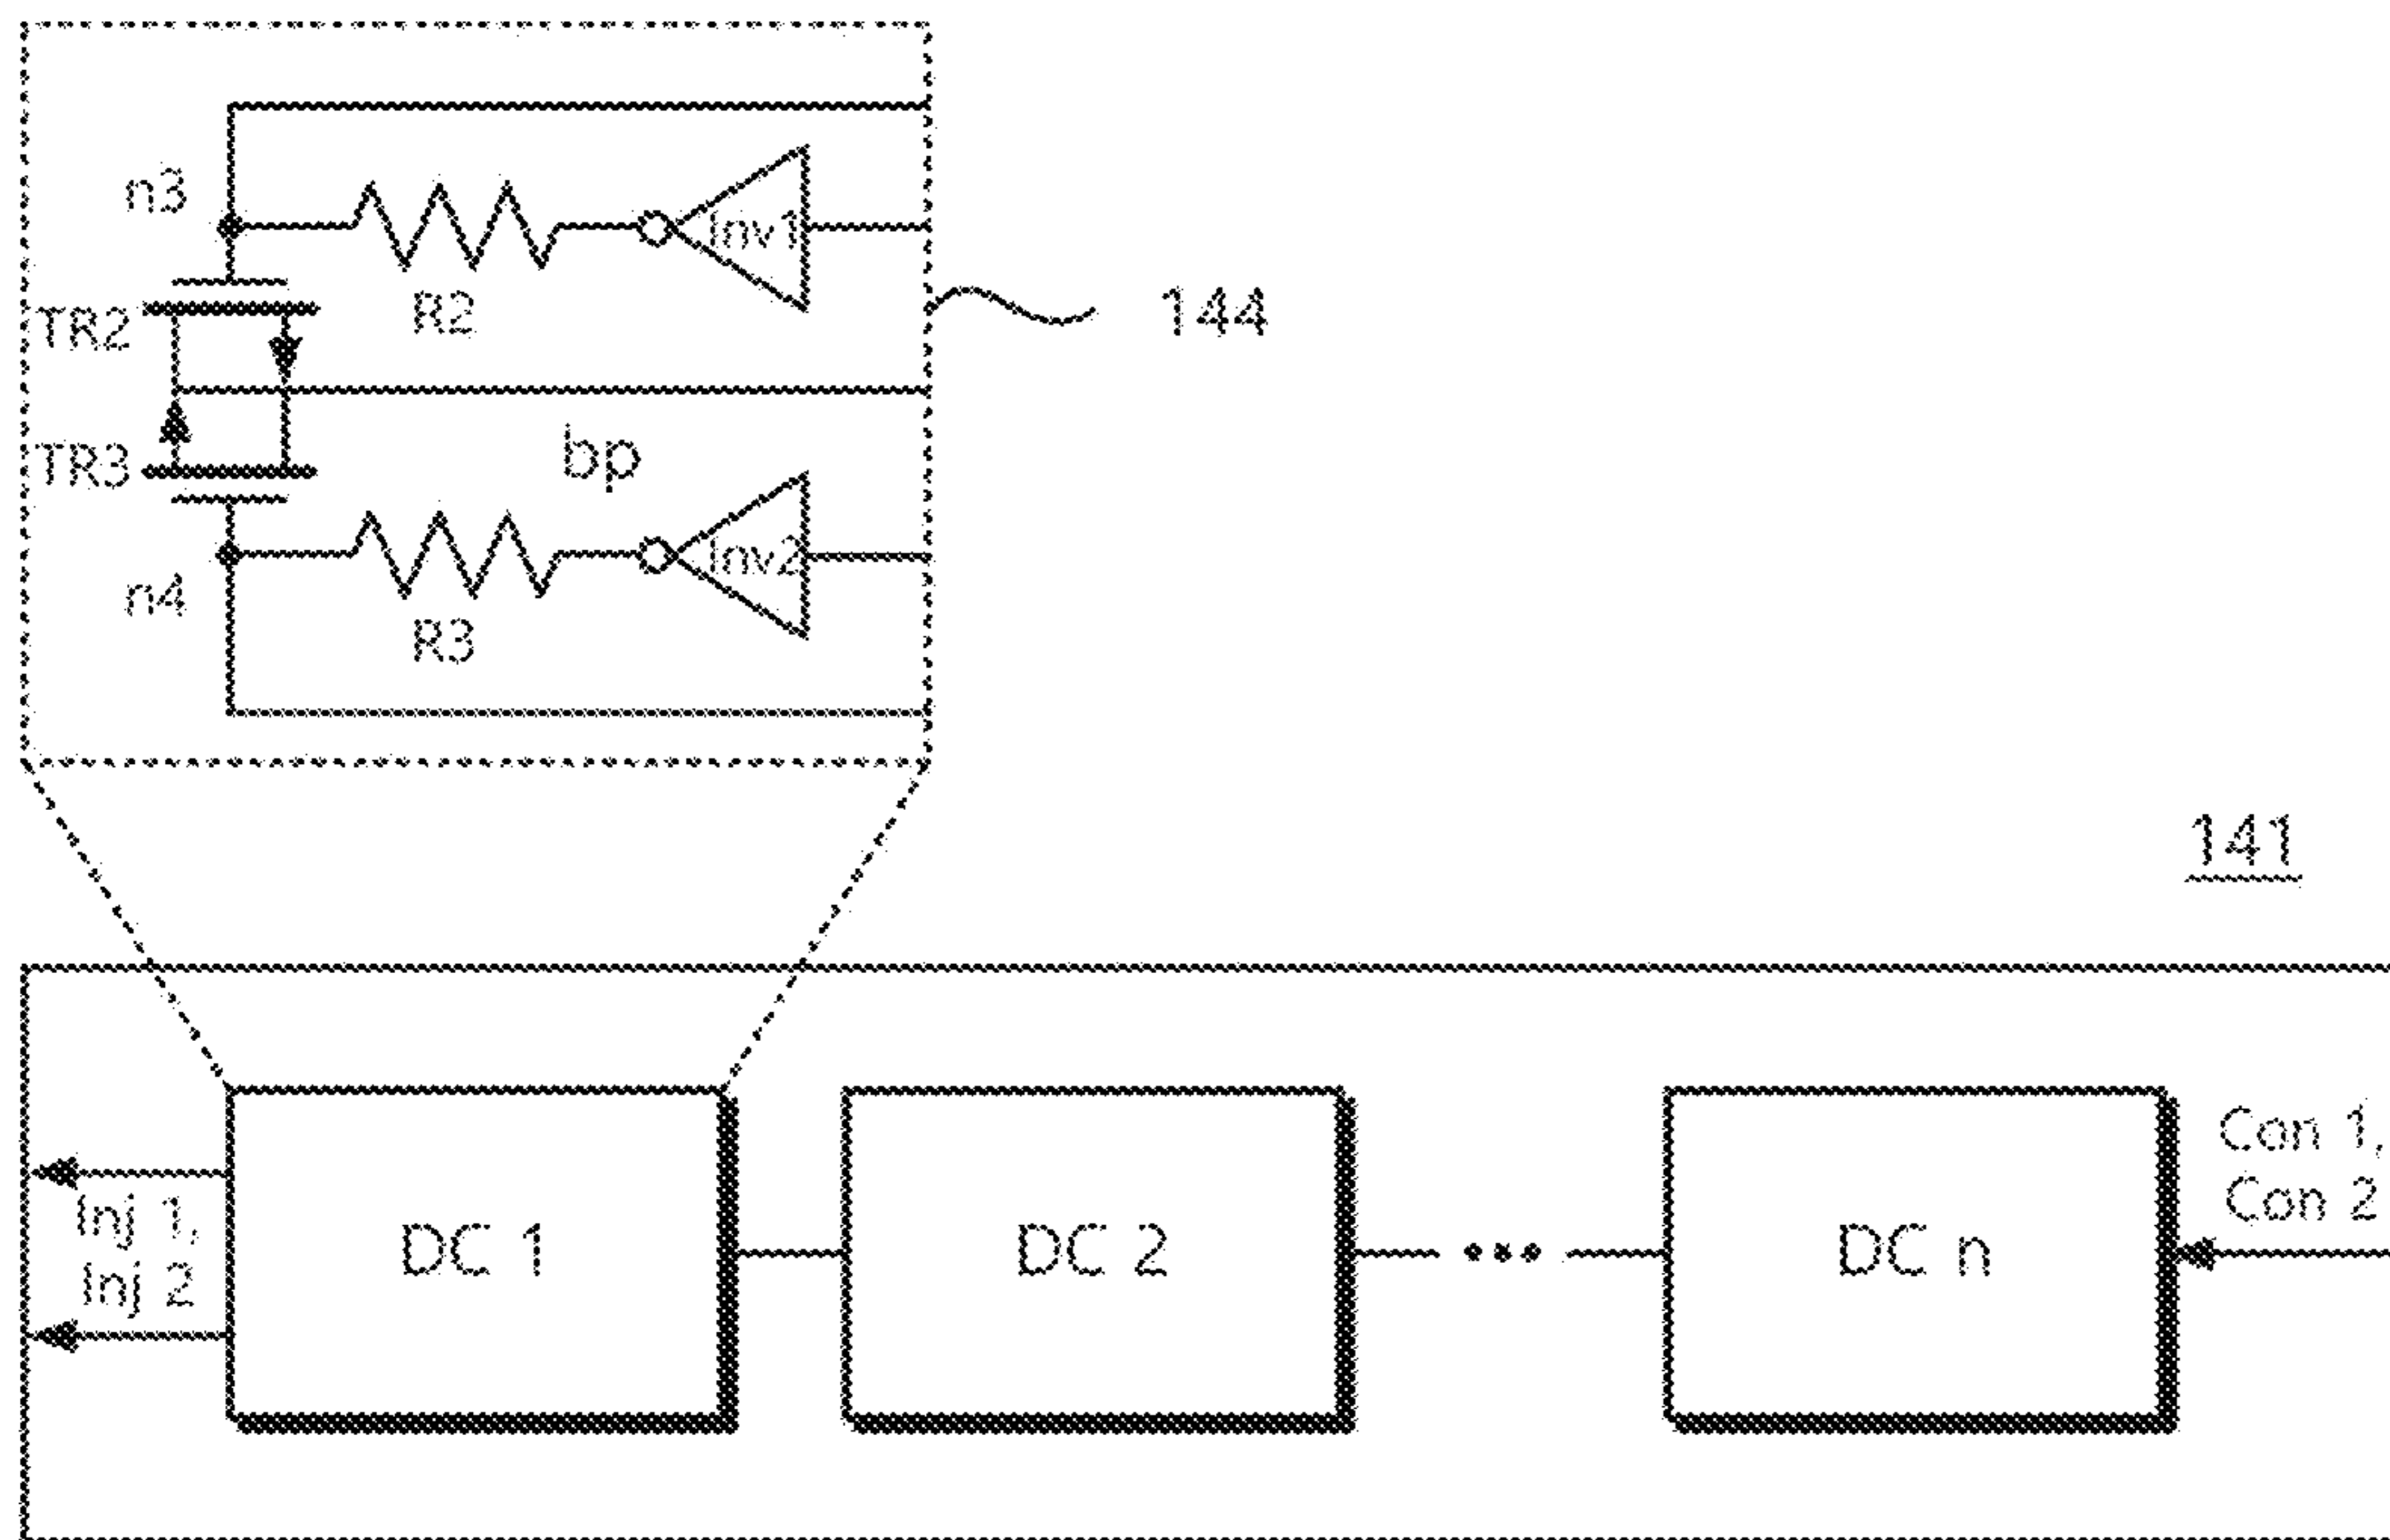 n3
Inv1
TR2
R2
144
TR3
bp
Inv2
n4
R3
141
Con 1,
Con 2
Inj 1,
Inj 2
DC 1
DC 2
DC n